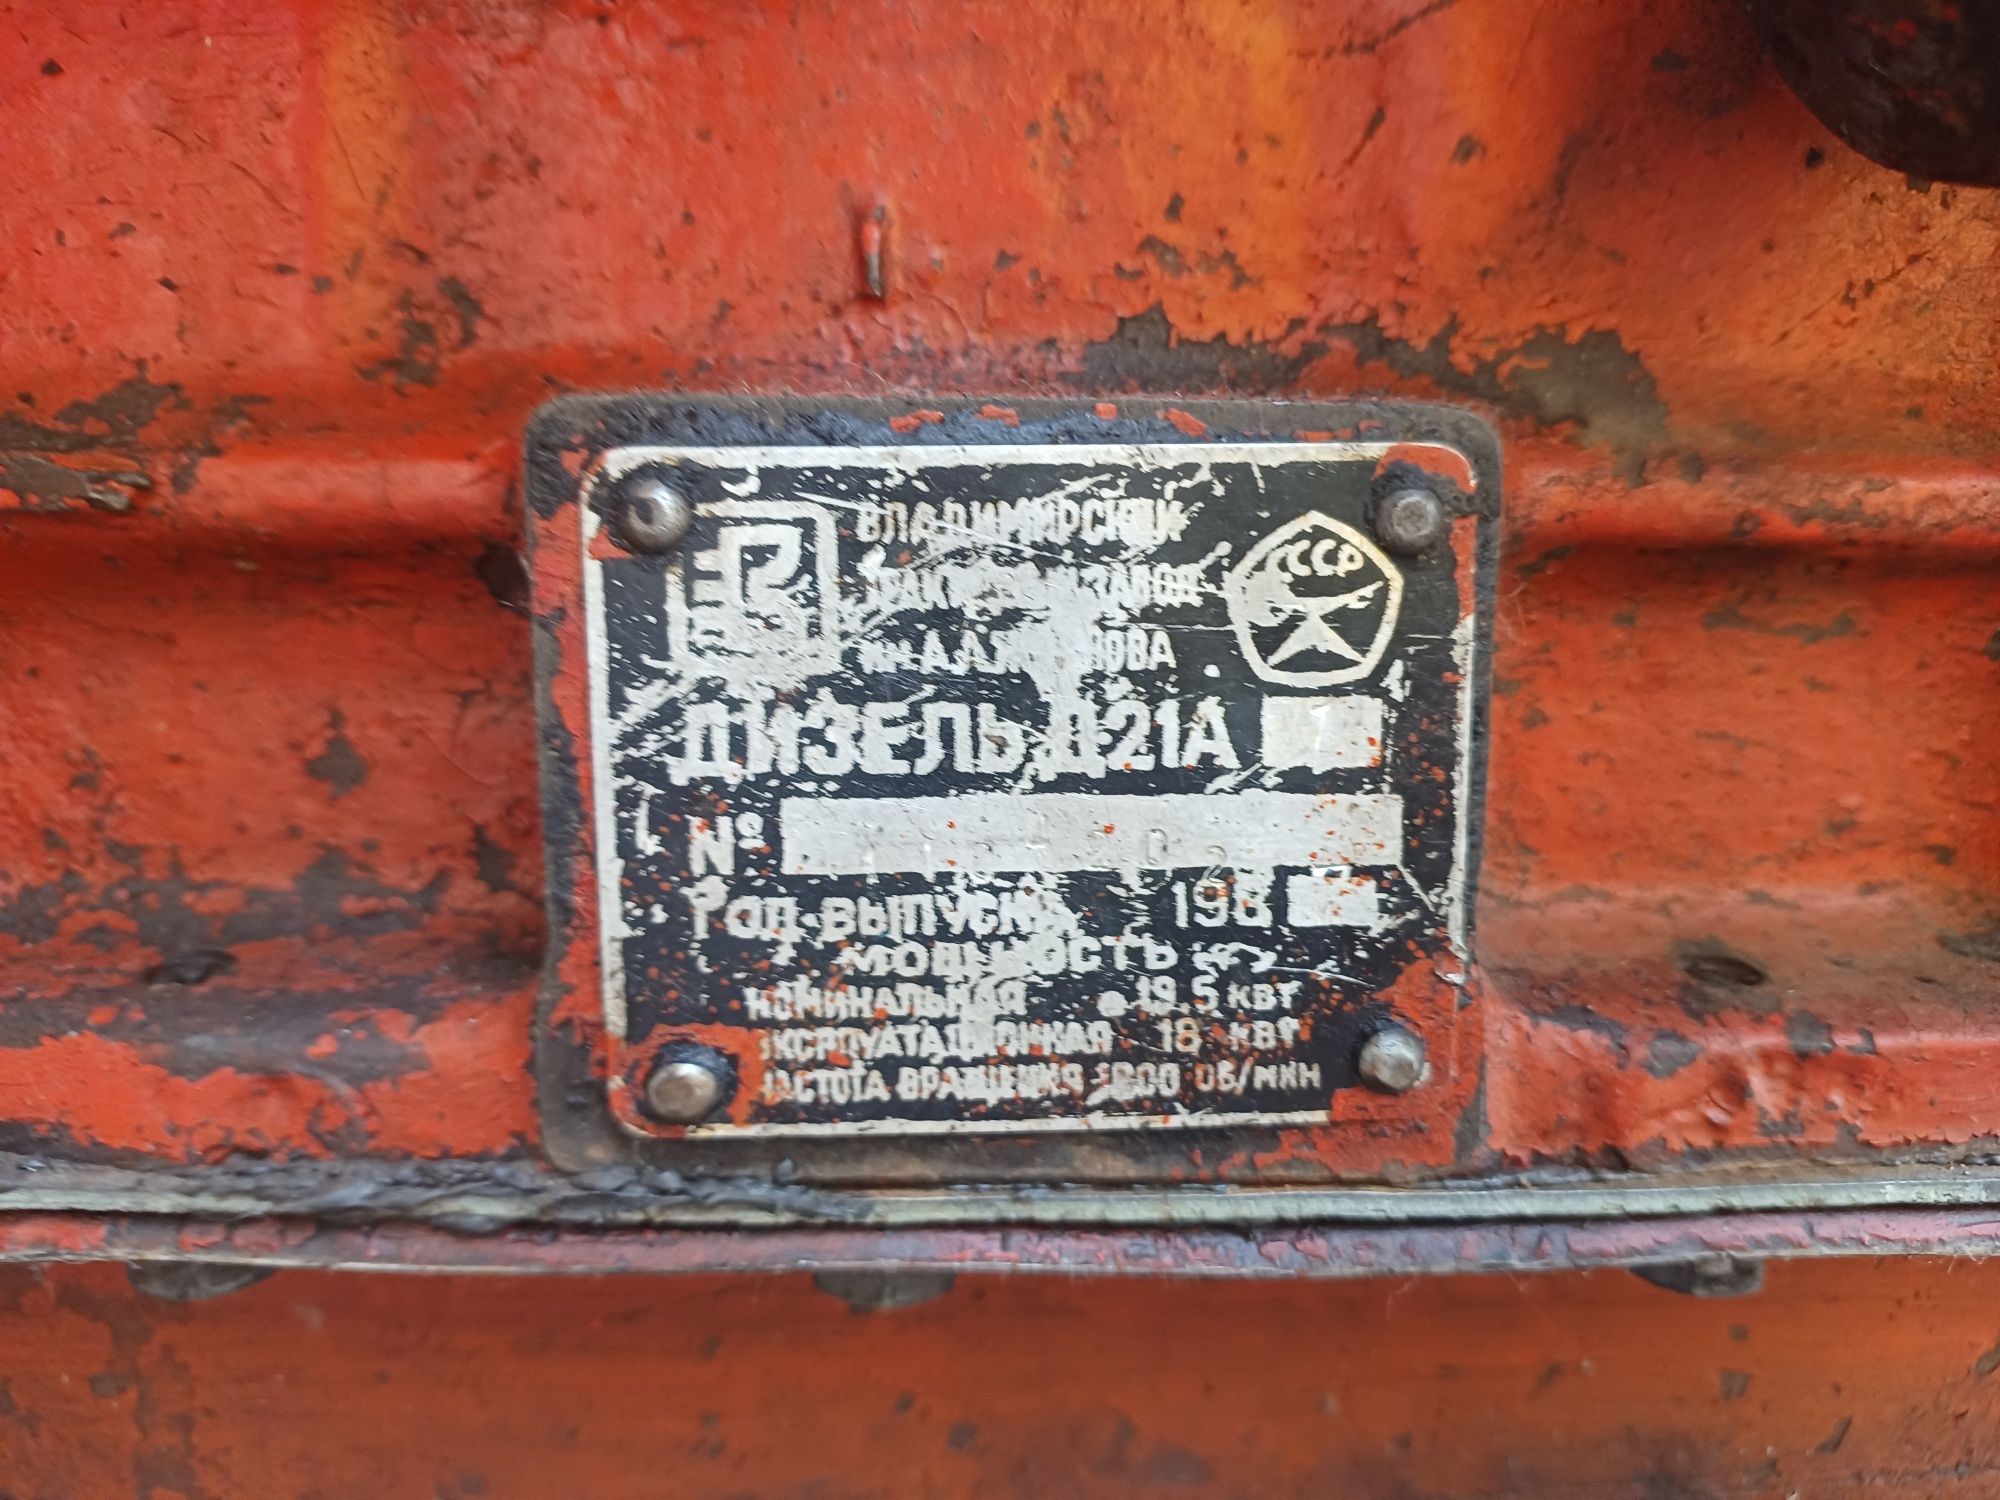 ВЛАДИМИРСКИЙ
СССР
ДИЗЕЛЬ Д21А 1
№
ГОД ВЫПУСКА 198
МОЩНОСТЬ
НОМИНАЛЬНАЯ 19,5 КВТ
ЭКСПЛУАТАЦИОННАЯ 18 КВТ
ЧАСТОТА ВРАЩЕНИЯ 1800 ОБ/МИН